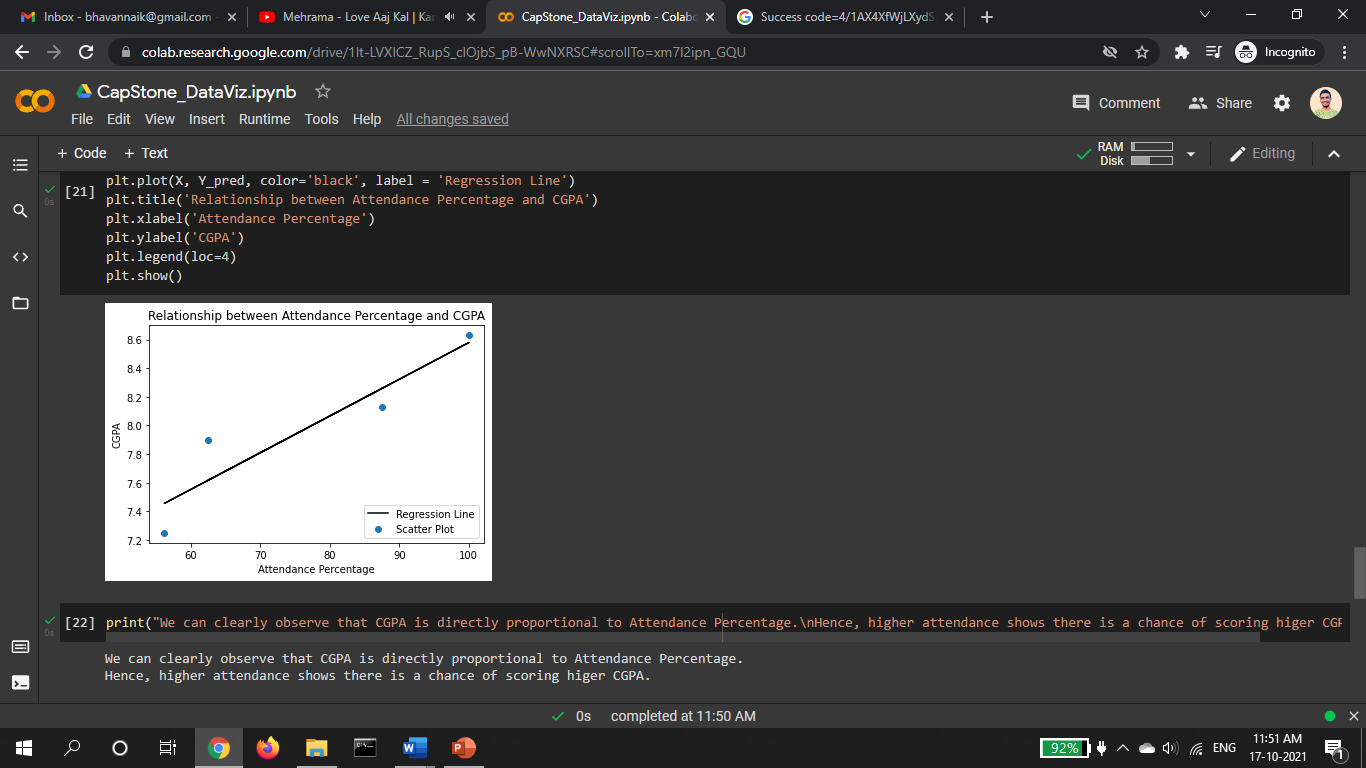 Inbox - bhavannaik@gmail.com
Mehrama - Love Aaj Kal | Kar
CapStone_DataViz.ipynb - Colabo
Success code=4/1AX4XfWjLXydS
colab.research.google.com/drive/1It-LVXICZ_RupS_clOjbS_pB-WwNXRSC#scrollTo=xm7I2ipn_GQU
Incognito
CapStone_DataViz.ipynb
Comment
Share
File Edit View Insert Runtime Tools Help All changes saved
+ Code + Text
RAM
Disk
Editing
[21]
0s
plt.plot(X, Y_pred, color='black', label = 'Regression Line')
plt.title('Relationship between Attendance Percentage and CGPA')
plt.xlabel('Attendance Percentage')
plt.ylabel('CGPA')
plt.legend(loc=4)
plt.show()
Relationship between Attendance Percentage and CGPA
8.6
8.4
8.2
8.0
7.8
7.6
7.4
7.2
CGPA
Regression Line
Scatter Plot
60 70 80 90 100
Attendance Percentage
[22] print("We can clearly observe that CGPA is directly proportional to Attendance Percentage.\nHence, higher attendance shows there is a chance of scoring higer CGP
0s
We can clearly observe that CGPA is directly proportional to Attendance Percentage.
Hence, higher attendance shows there is a chance of scoring higer CGPA.
0s completed at 11:50 AM
92%
ENG
11:51 AM
17-10-2021
1